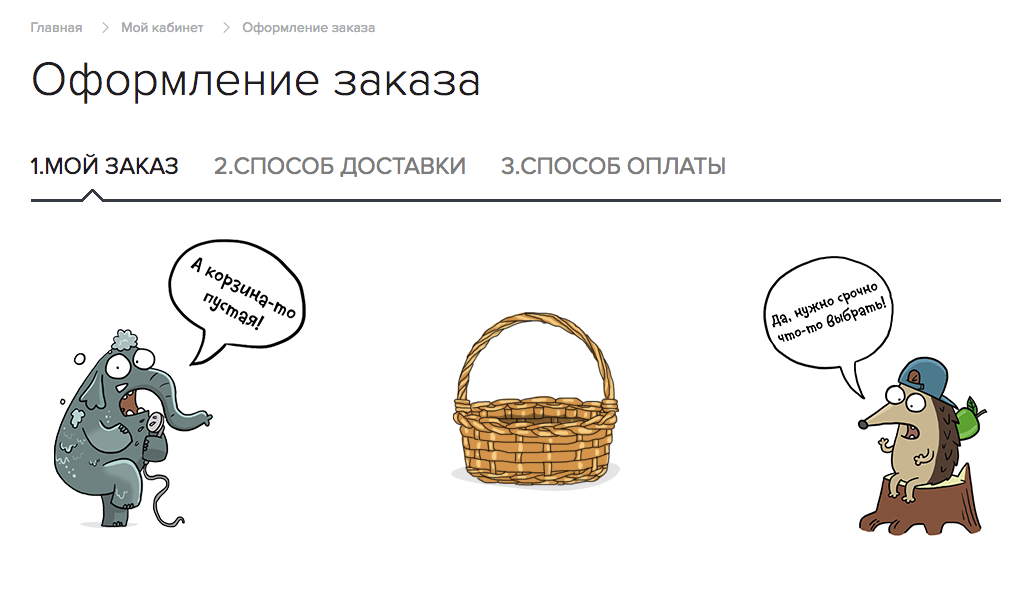 Главная > Мой кабинет > Оформление заказа
Оформление заказа
1.МОЙ ЗАКАЗ 2.СПОСОБ ДОСТАВКИ 3.СПОСОБ ОПЛАТЫ
А корзина-то
пустая!
Да, нужно срочно
что-то выбрать!